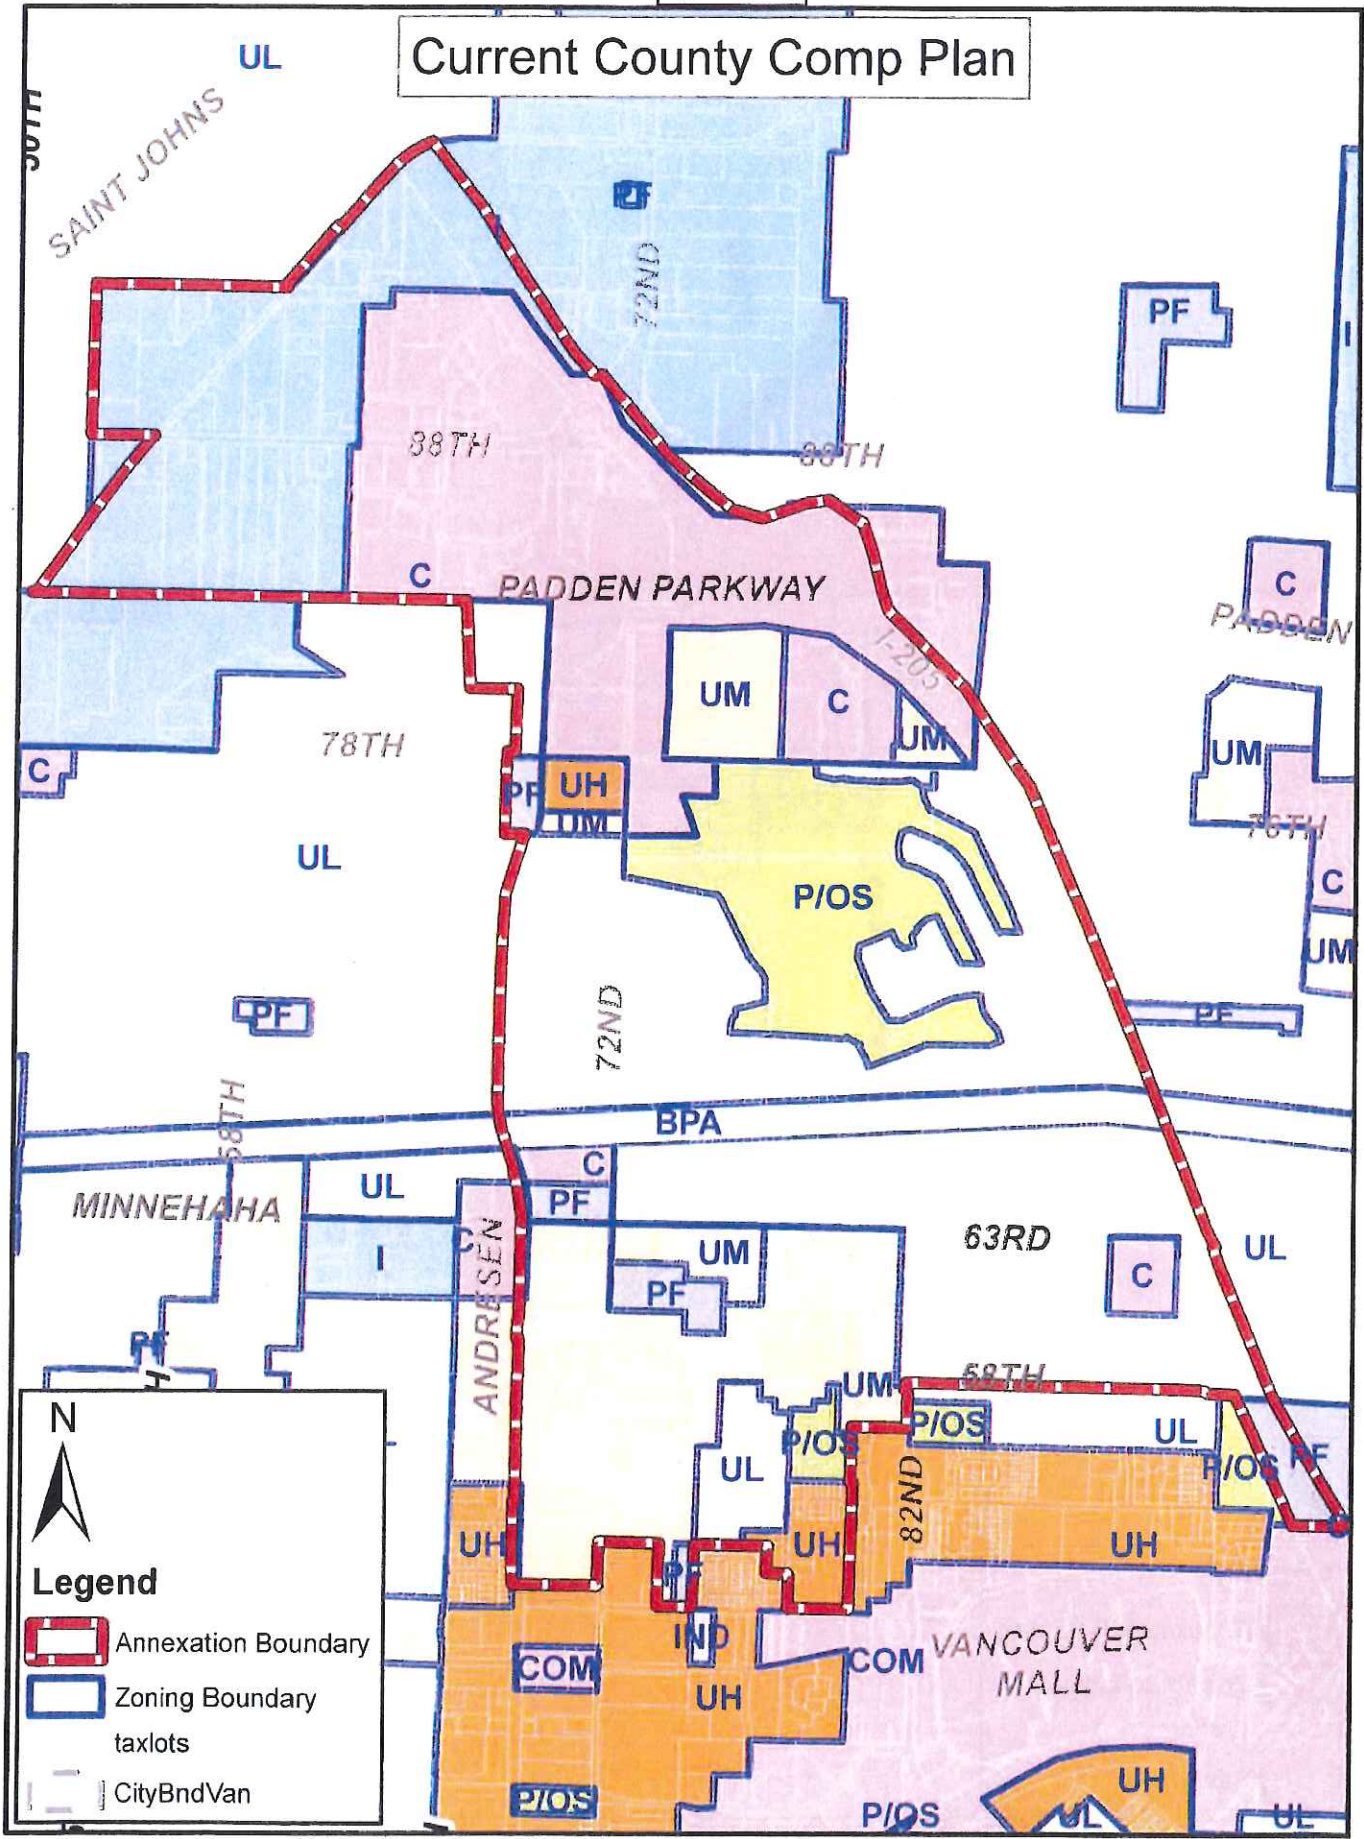 Current County Comp Plan
UL
50TH
SAINT JOHNS
PF
I
72ND
PF
I
88TH
88TH
C
PADDEN PARKWAY
C
PADDEN
I-205
UM
C
UM
UM
78TH
C
PF
UH
UM
76TH
UL
P/OS
C
UM
PF
72ND
PF
68TH
BPA
C
UL
PF
MINNEHAHA
I
C
ANDRESEN
UM
PF
63RD
C
UL
PF
H
UM
68TH
P/OS
P/OS
UL
P/OS
PF
UL
UH
UH
82ND
UH
PF
IND
COM
COM
VANCOUVER
MALL
UH
UH
P/OS
P/OS
UL
UL
N
Legend
Annexation Boundary
Zoning Boundary
taxlots
CityBndVan